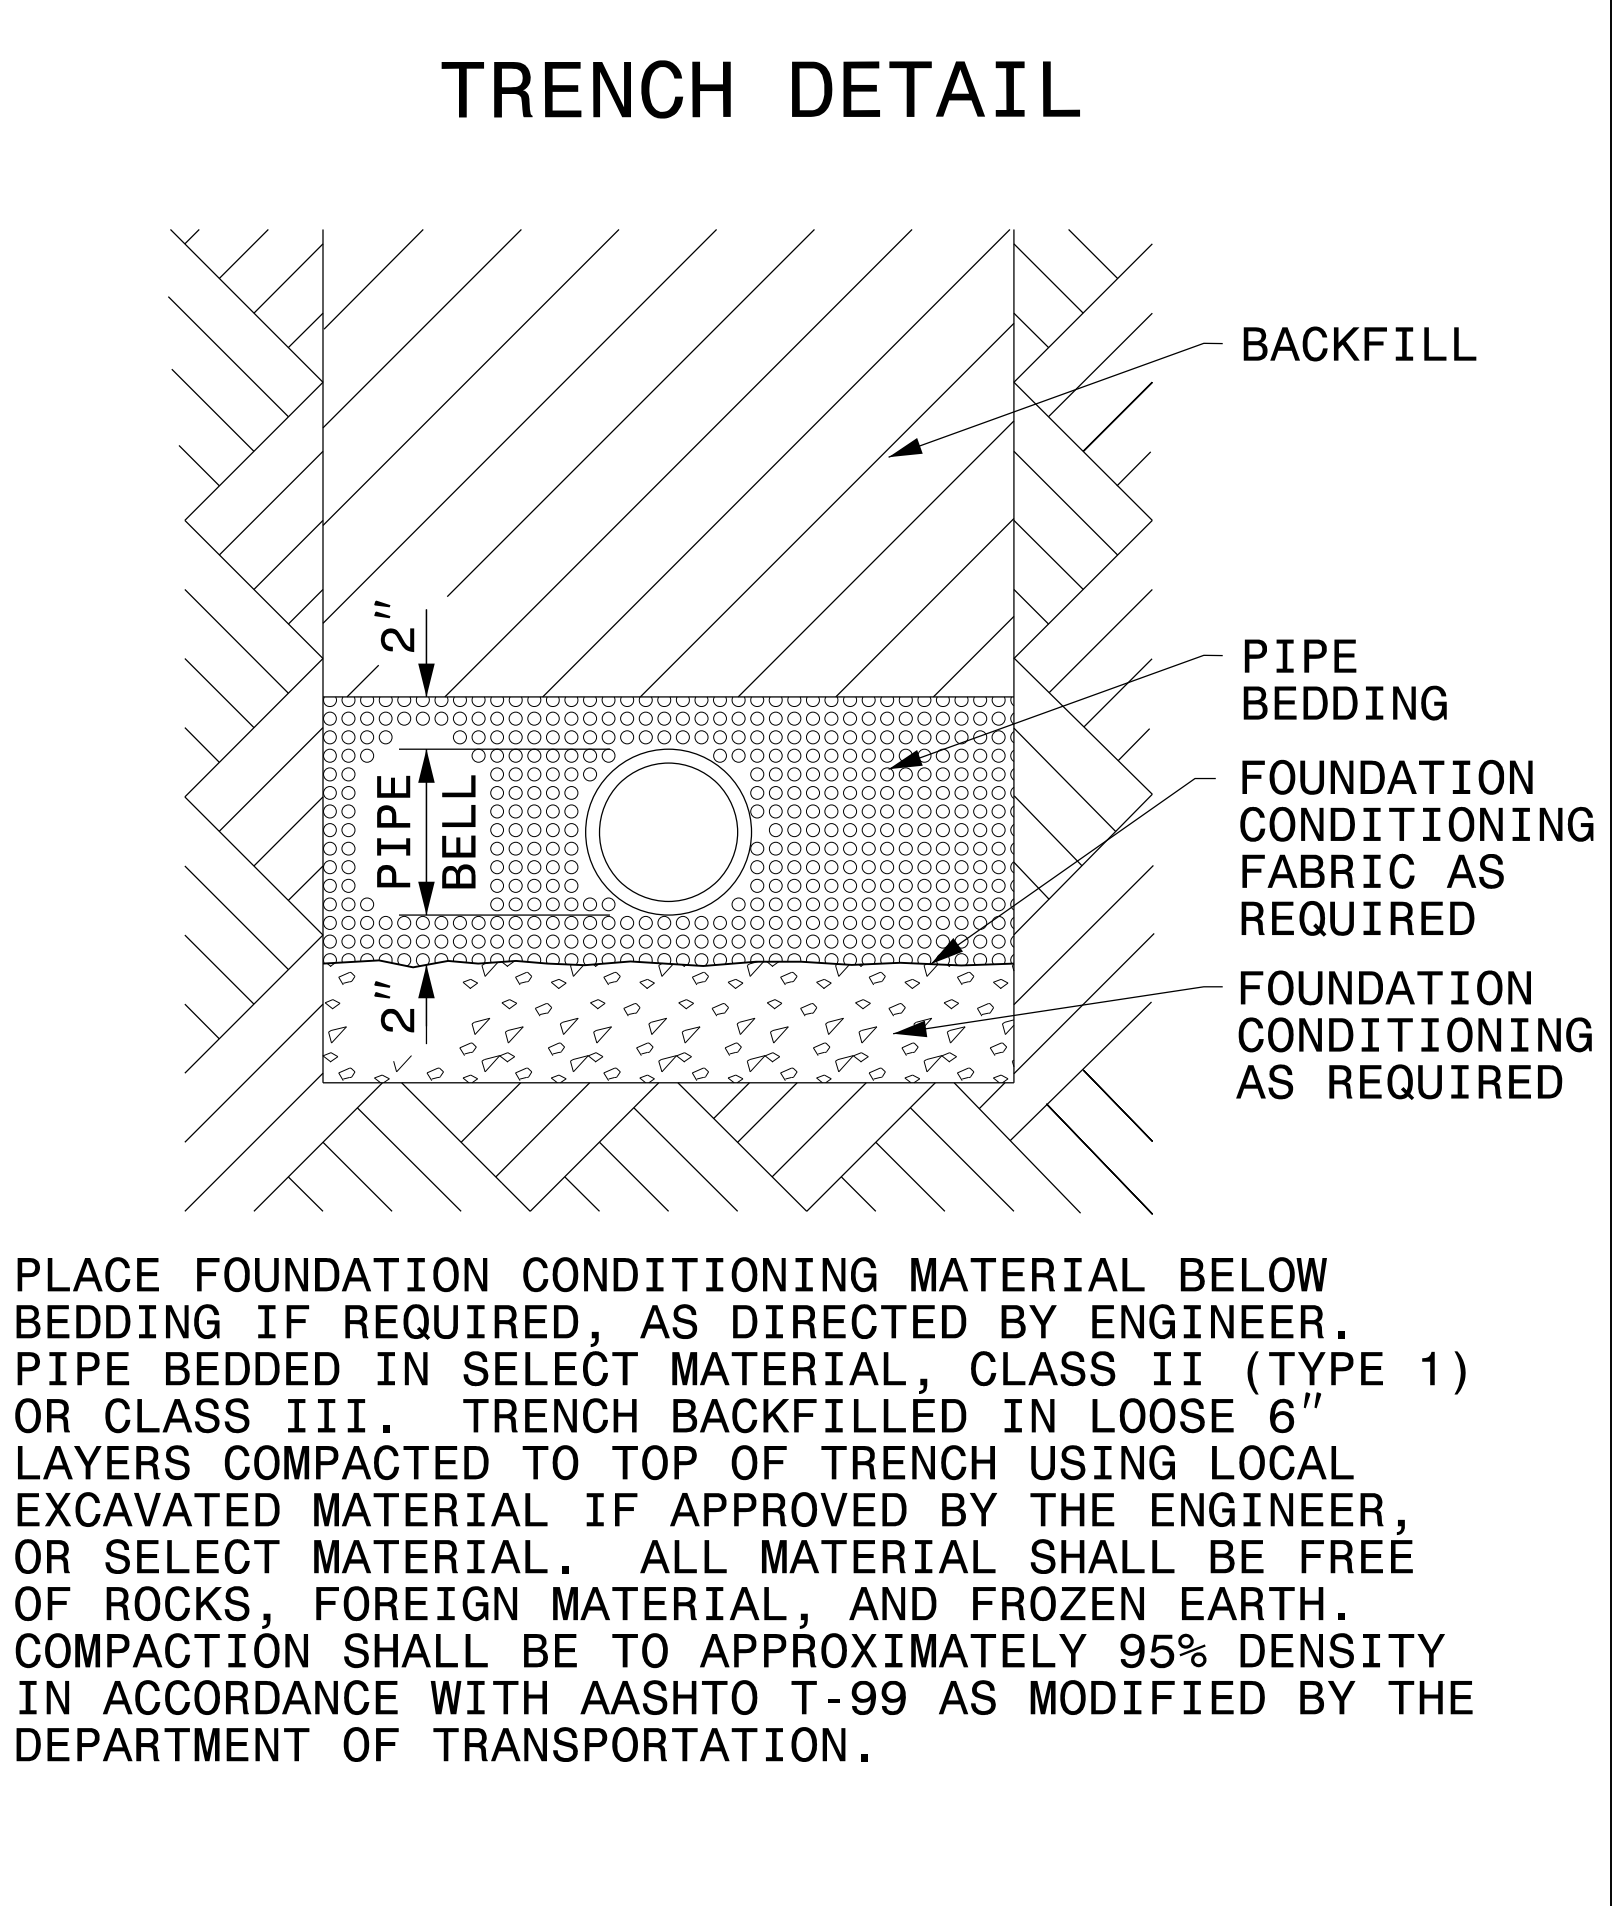 TRENCH DETAIL
BACKFILL
2"
PIPE
BEDDING
PIPE
BELL
FOUNDATION
CONDITIONING
FABRIC AS
REQUIRED
2"
FOUNDATION
CONDITIONING
AS REQUIRED
PLACE FOUNDATION CONDITIONING MATERIAL BELOW
BEDDING IF REQUIRED, AS DIRECTED BY ENGINEER.
PIPE BEDDED IN SELECT MATERIAL, CLASS II (TYPE 1)
OR CLASS III.  TRENCH BACKFILLED IN LOOSE 6"
LAYERS COMPACTED TO TOP OF TRENCH USING LOCAL
EXCAVATED MATERIAL IF APPROVED BY THE ENGINEER,
OR SELECT MATERIAL.  ALL MATERIAL SHALL BE FREE
OF ROCKS, FOREIGN MATERIAL, AND FROZEN EARTH.
COMPACTION SHALL BE TO APPROXIMATELY 95% DENSITY
IN ACCORDANCE WITH AASHTO T-99 AS MODIFIED BY THE
DEPARTMENT OF TRANSPORTATION.